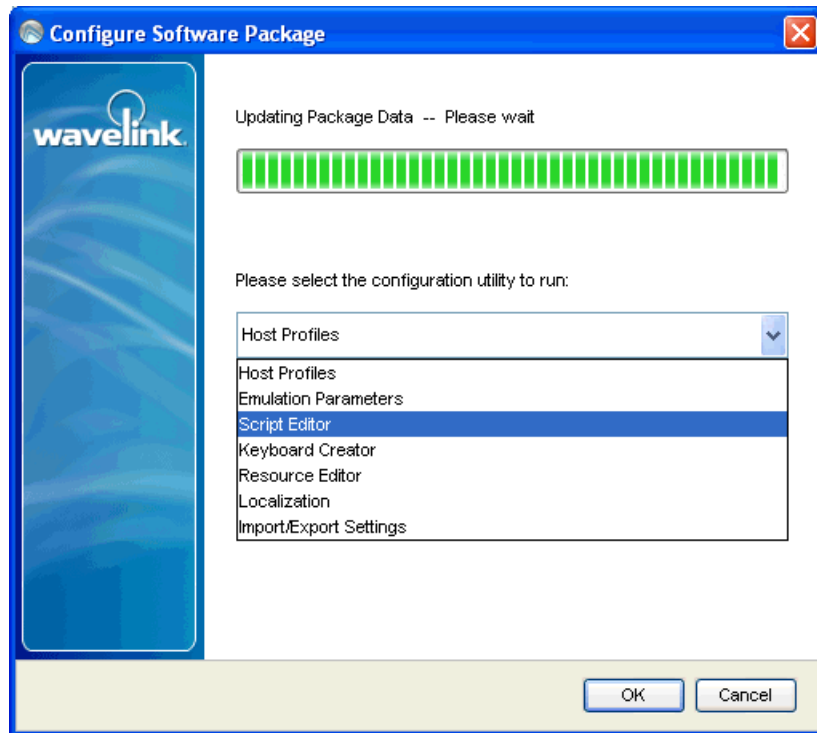 Configure Software Package
wavelink
Updating Package Data -- Please wait
Please select the configuration utility to run:
Host Profiles
Host Profiles
Emulation Parameters
Script Editor
Keyboard Creator
Resource Editor
Localization
Import/Export Settings
OK
Cancel